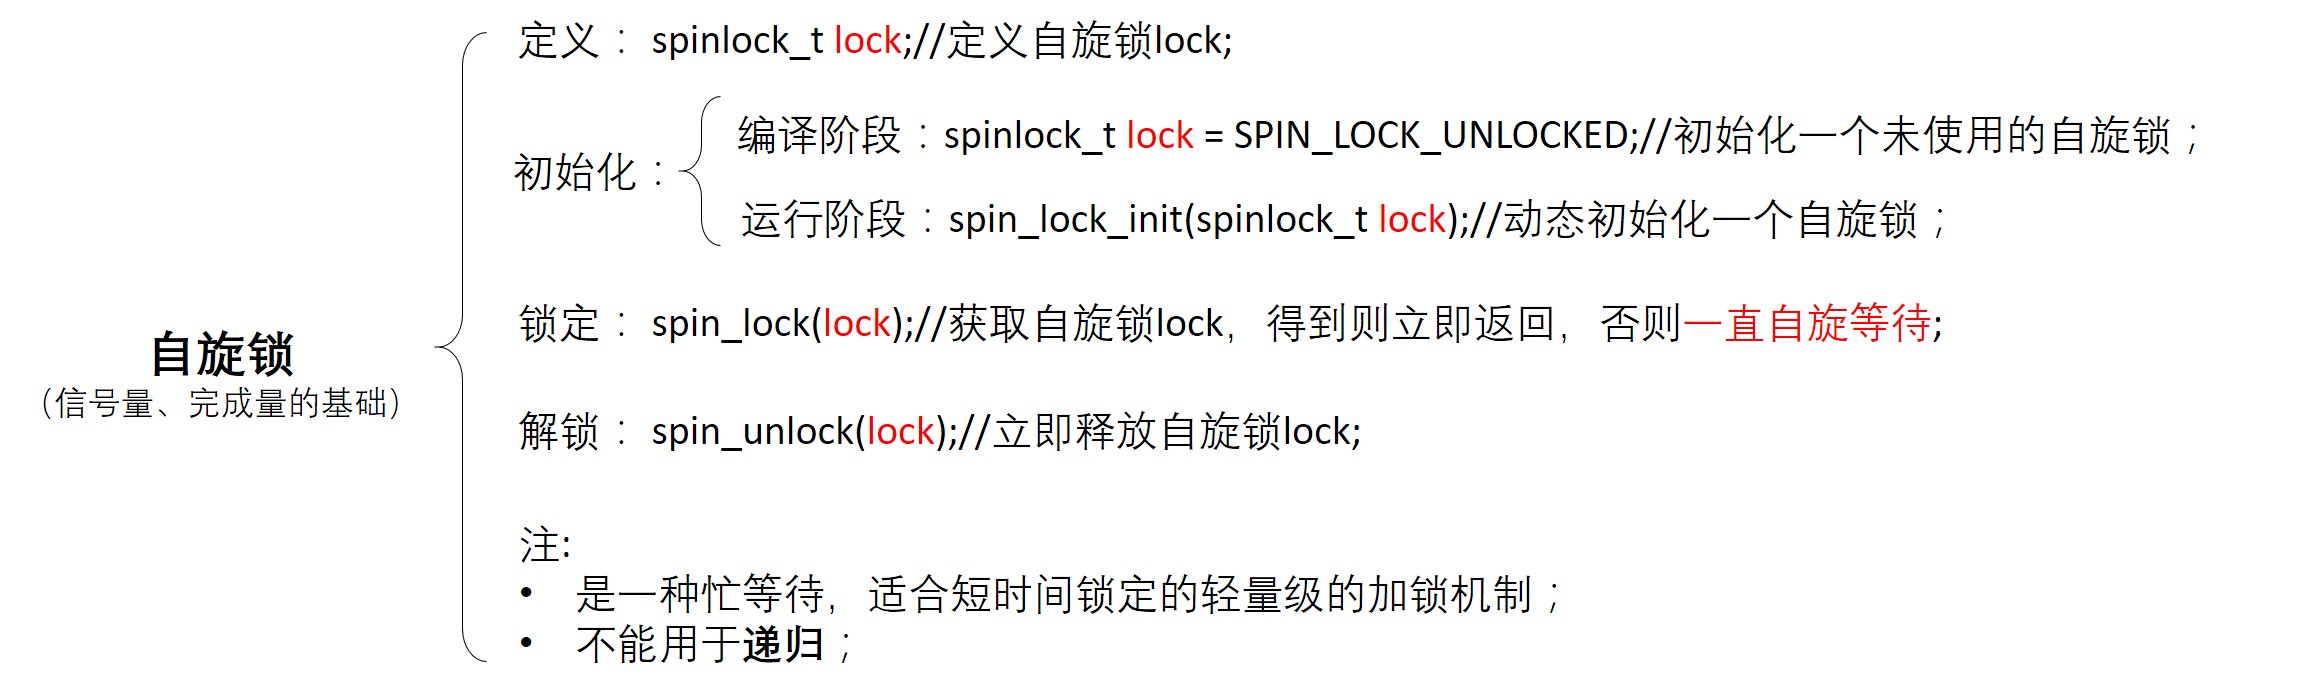 自旋锁
（信号量、完成量的基础）
定义： spinlock_t lock;//定义自旋锁lock;
初始化：
编译阶段：spinlock_t lock = SPIN_LOCK_UNLOCKED;//初始化一个未使用的自旋锁；
运行阶段：spin_lock_init(spinlock_t lock);//动态初始化一个自旋锁；
锁定： spin_lock(lock);//获取自旋锁lock，得到则立即返回，否则一直自旋等待;
解锁： spin_unlock(lock);//立即释放自旋锁lock;
注:
• 是一种忙等待，适合短时间锁定的轻量级的加锁机制；
• 不能用于递归；